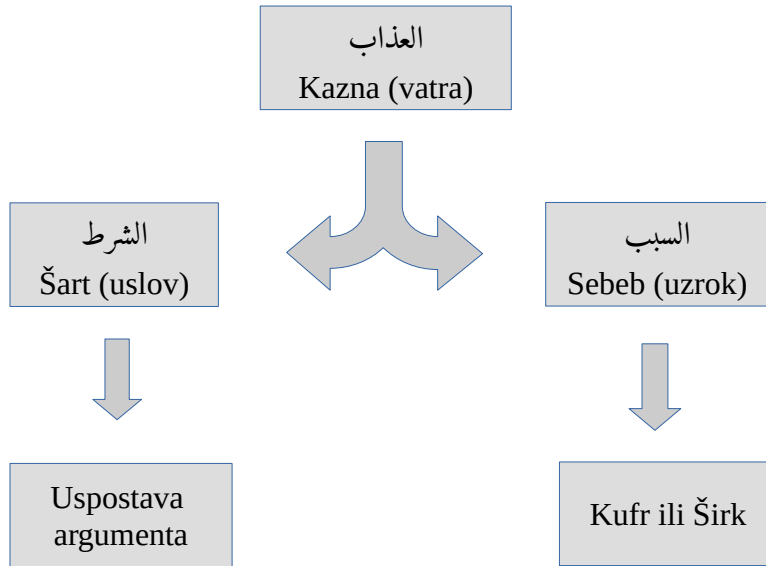 العذاب
Kazna (vatra)
الشرط
Šart (uslov)
السبب
Sebeb (uzrok)
Uspostava
argumenta
Kufr ili Širk